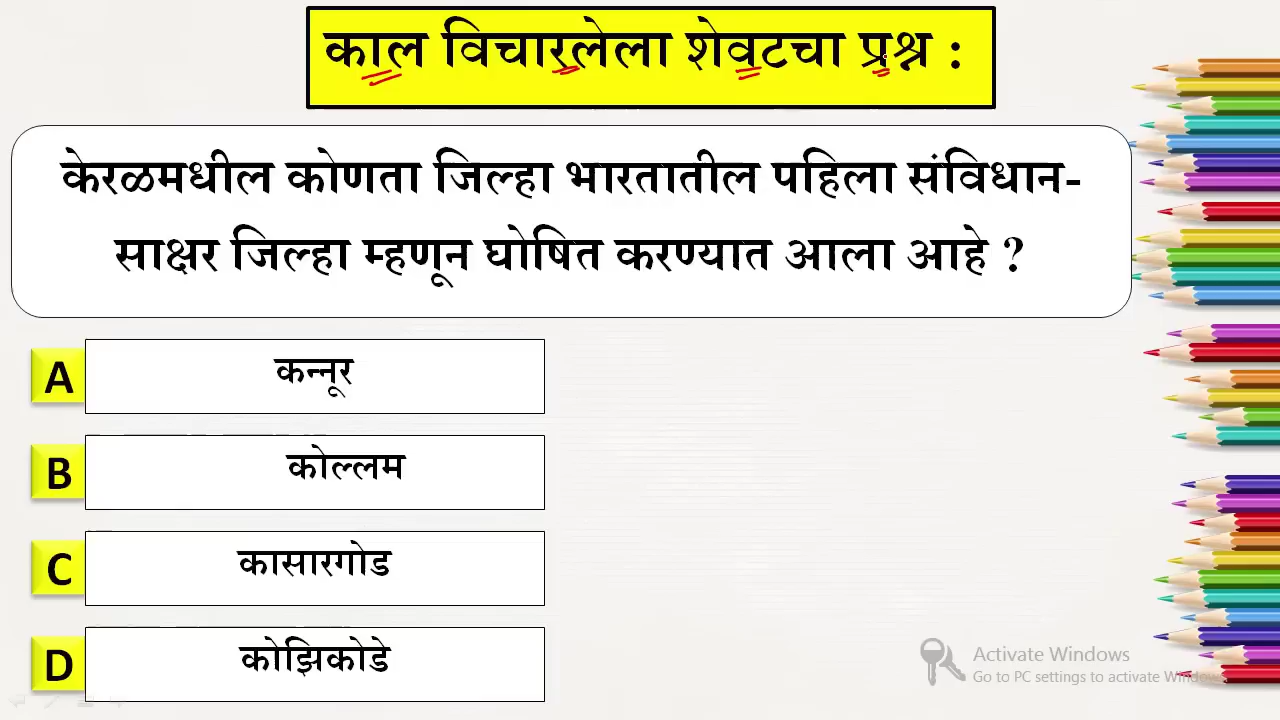 काल विचारलेला शेवटचा प्रश्न :
केरळमधील कोणता जिल्हा भारतातील पहिला संविधान-
साक्षर जिल्हा म्हणून घोषित करण्यात आला आहे ?
A कन्नूर
B कोल्लम
C कासारगोड
D कोझिकोडे
Activate Windows
Go to PC settings to activate Windows.